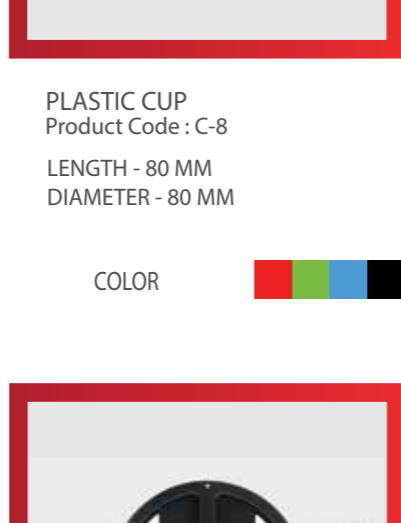 PLASTIC CUP
Product Code : C-8
LENGTH - 80 MM
DIAMETER - 80 MM
COLOR